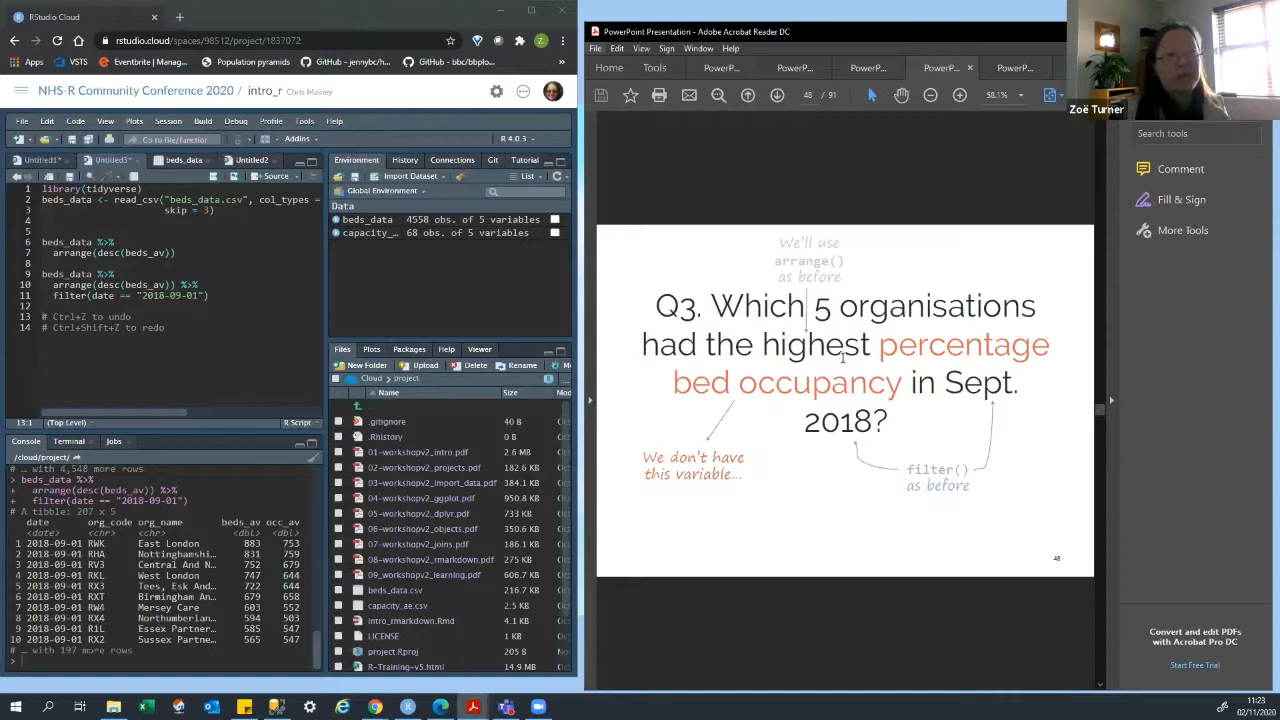 RStudio Cloud
rstudio.cloud/spaces/98512/project/1837072
Apps
VSTS
Eventbrite | Manag...
Population pyramids
GitHub - jennybc/h...
GitHub - bbc/bbplo...
NHS-R Community Conference 2020 / intro_r Chris Mainey
File Edit Code View Plots Session Build Debug Profile Tools Help
Go to file/function
Addins
R 4.0.3
Untitled1*
Untitled3*
beds_data
Untitled2
Source
1 library(tidyverse)
2 beds_data <- read_csv("beds_data.csv", col_types =
3 skip = 3)
4
5
6 beds_data %>%
7 arrange(desc(beds_av))
8
9 beds_data %>%
10 arrange(desc(beds_av)) %>%
11 filter(date == "2018-09-01")
12
13 # Ctrl+Z to undo
14 # Ctrl+Shift+Z to redo
13:1 (Top Level)
R Script
Console Terminal Jobs
/cloud/project/
# … with 4,548 more rows
> beds_data %>%
+ arrange(desc(beds_av)) %>%
+ filter(date == "2018-09-01")
# A tibble: 207 x 5
date org_code org_name beds_av occ_av
<date> <chr> <chr> <dbl> <dbl>
1 2018-09-01 RWK East London 883 753
2 2018-09-01 RHA Nottinghamshi… 831 759
3 2018-09-01 RV3 Central And N… 752 679
4 2018-09-01 RKL West London 747 644
5 2018-09-01 RX3 Tees, Esk And… 722 644
6 2018-09-01 RXT Birmingham An… 679 658
7 2018-09-01 RW4 Mersey Care 603 552
8 2018-09-01 RX4 Northumberlan… 594 503
9 2018-09-01 R1L Essex Partner… 585 547
10 2018-09-01 RX2 Sussex Partne… 565 547
# … with 197 more rows
>
Environment History Connections Git Tutorial
Import Dataset
List
Global Environment
Data
beds_data 4558 obs. of 5 variables
capacity_… 68 obs. of 5 variables
Files Plots Packages Help Viewer
New Folder Upload Delete Rename
Cloud project
Name Size
..
.gitignore 40 B
.Rhistory 0 B
01-workshopv2_intro.pdf 2.6 MB
02-workshopv2_projects.pdf 182.6 KB
03-workshopv2_import_data.pdf 384.1 KB
04-workshopv2_ggplot.pdf 950.8 KB
05-workshopv2_dplyr.pdf 733 KB
06-workshopv2_objects.pdf 350.6 KB
07-workshopv2_joins.pdf 186.1 KB
08-workshopv2_rmarkdown.pdf 275 KB
09_workshopv2_learning.pdf 606.7 KB
beds_data.csv 216.7 KB
capacity_ae.csv 2.5 KB
intro_rmarkdown.Rmd 4.1 KB
LICENSE 1 KB
project.Rproj 205 B
R-Training-v5.html 14.9 MB
PowerPoint Presentation - Adobe Acrobat Reader DC
File Edit View Sign Window Help
Home Tools PowerP... PowerP... PowerP... PowerP... PowerP...
48 / 91
58.1%
We'll use
arrange()
as before
Q3. Which 5 organisations
had the highest percentage
bed occupancy in Sept.
2018?
We don't have
this variable...
filter()
as before
48
Zoë Turner
Search tools
Comment
Fill & Sign
More Tools
Convert and edit PDFs
with Acrobat Pro DC
Start Free Trial
11:23
02/11/2020